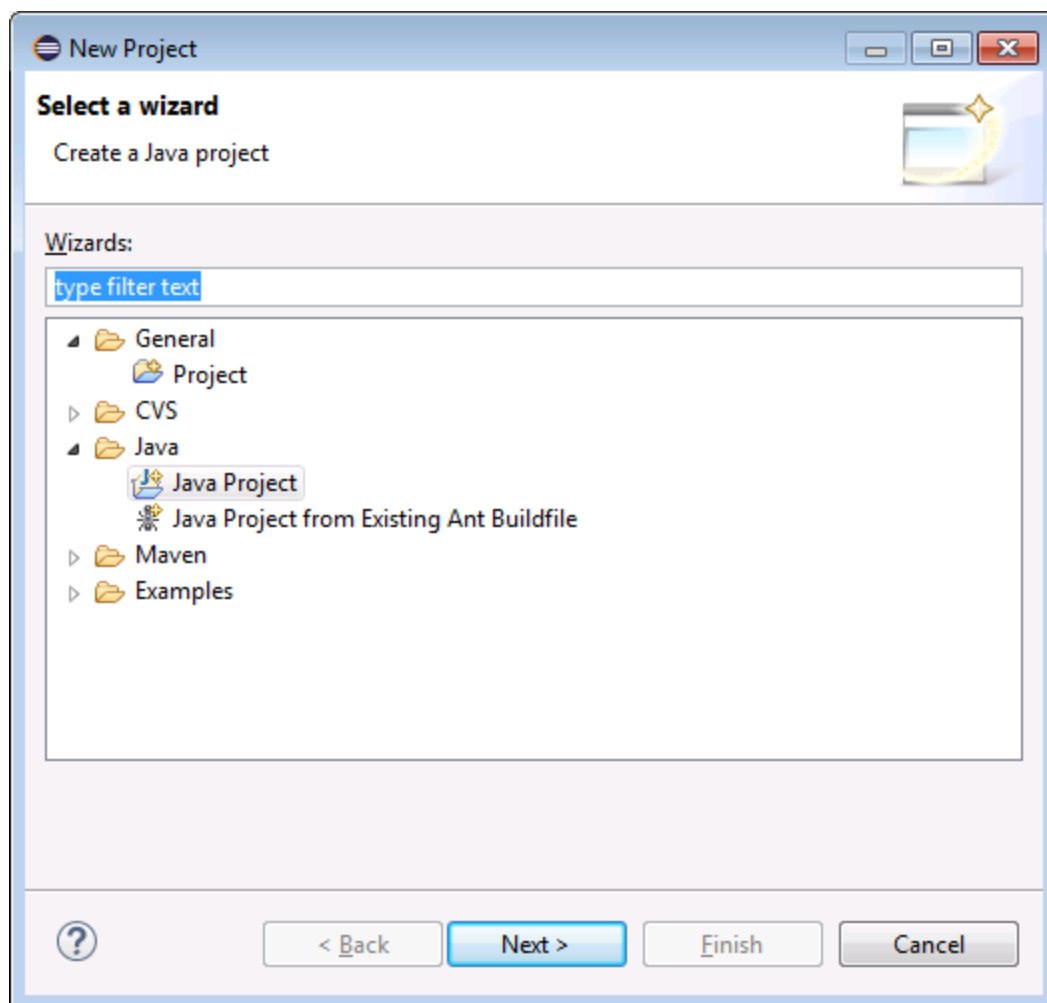 New Project
Select a wizard
Create a Java project
Wizards:
type filter text
General
Project
CVS
Java
Java Project
Java Project from Existing Ant Buildfile
Maven
Examples
? < Back Next > Finish Cancel